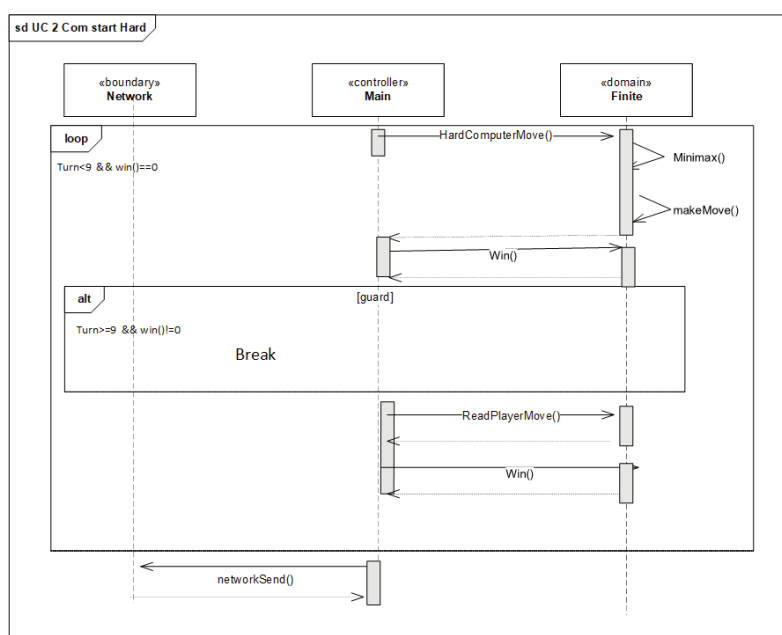 sd UC 2 Com start Hard
«boundary»
Network
«controller»
Main
«domain»
Finite
loop
HardComputerMove()
Minimax()
Turn<9 && win()==0
makeMove()
Win()
alt
[guard]
Turn>=9 && win()!=0
Break
ReadPlayerMove()
Win()
networkSend()